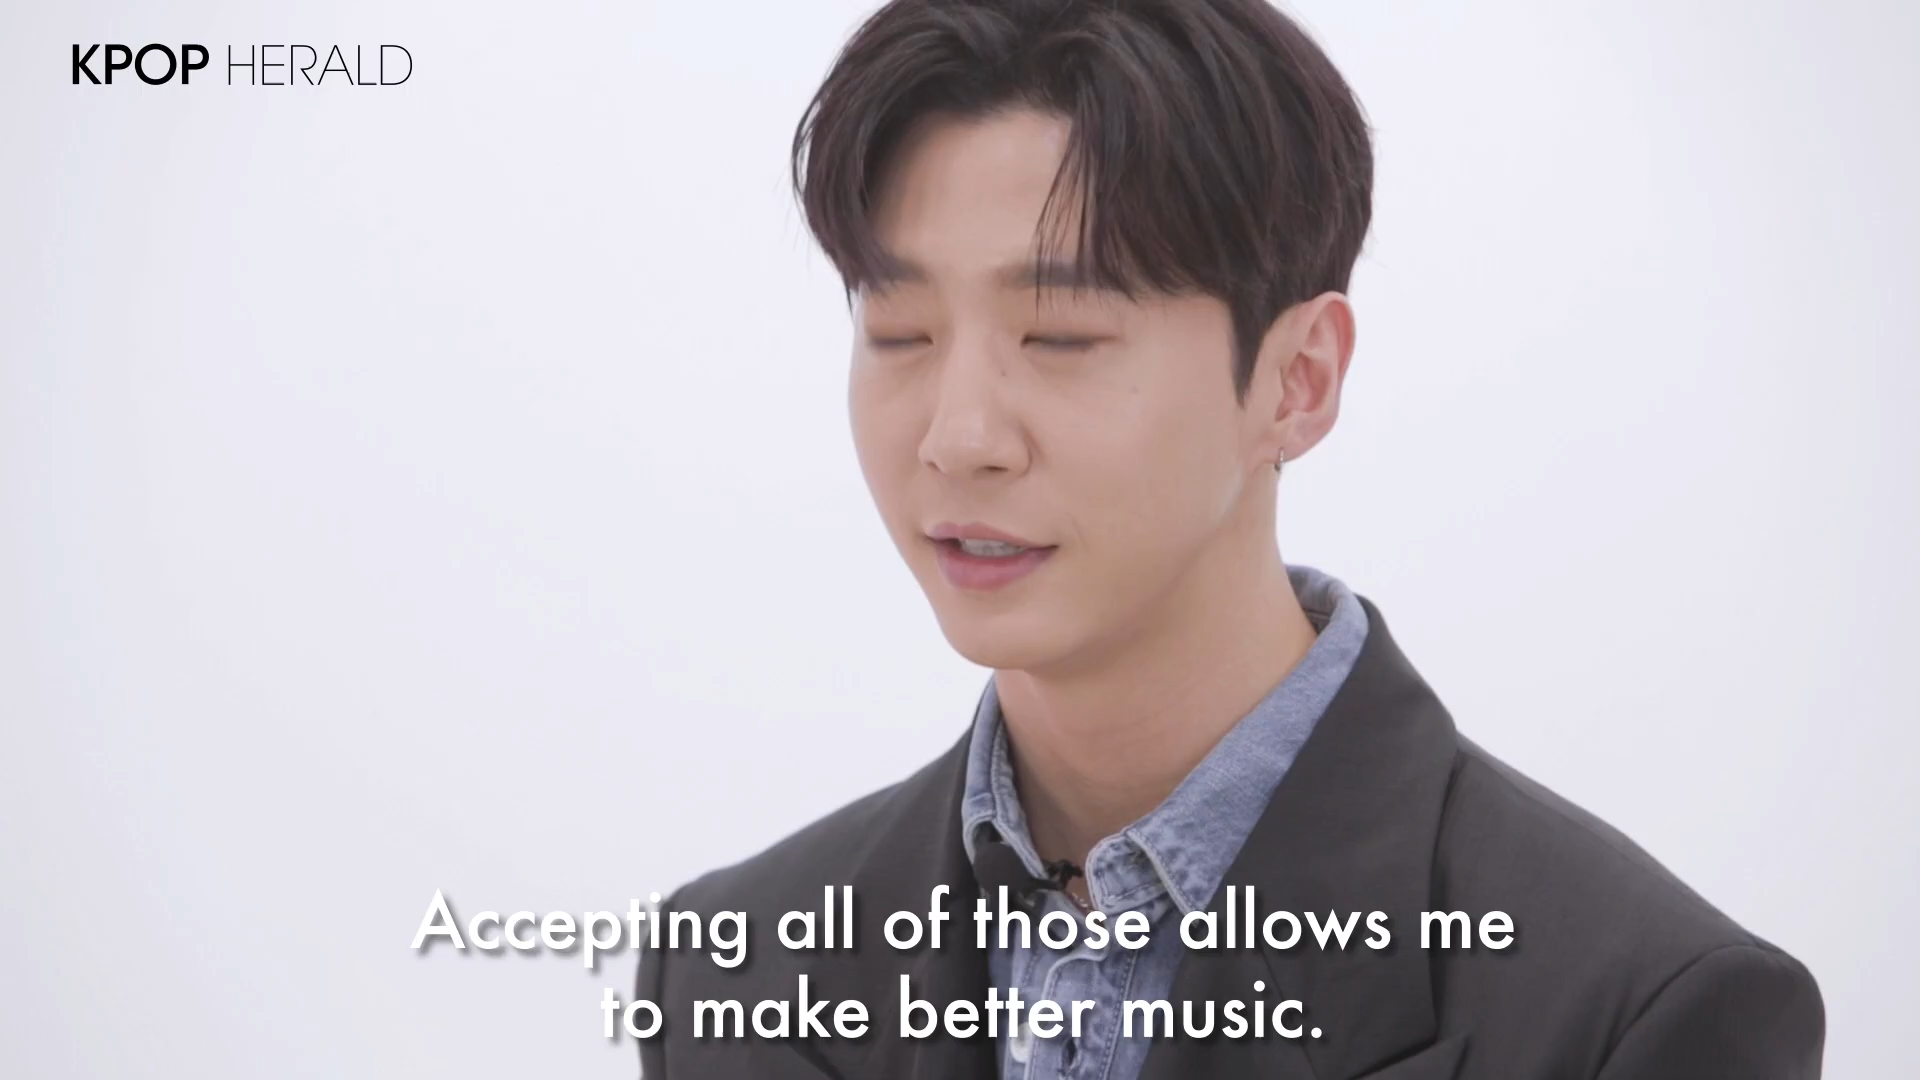 KPOP HERALD
Accepting all of those allows me
to make better music.